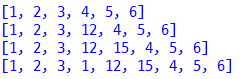 [1, 2, 3, 4, 5, 6]
[1, 2, 3, 12, 4, 5, 6]
[1, 2, 3, 12, 15, 4, 5, 6]
[1, 2, 3, 1, 12, 15, 4, 5, 6]